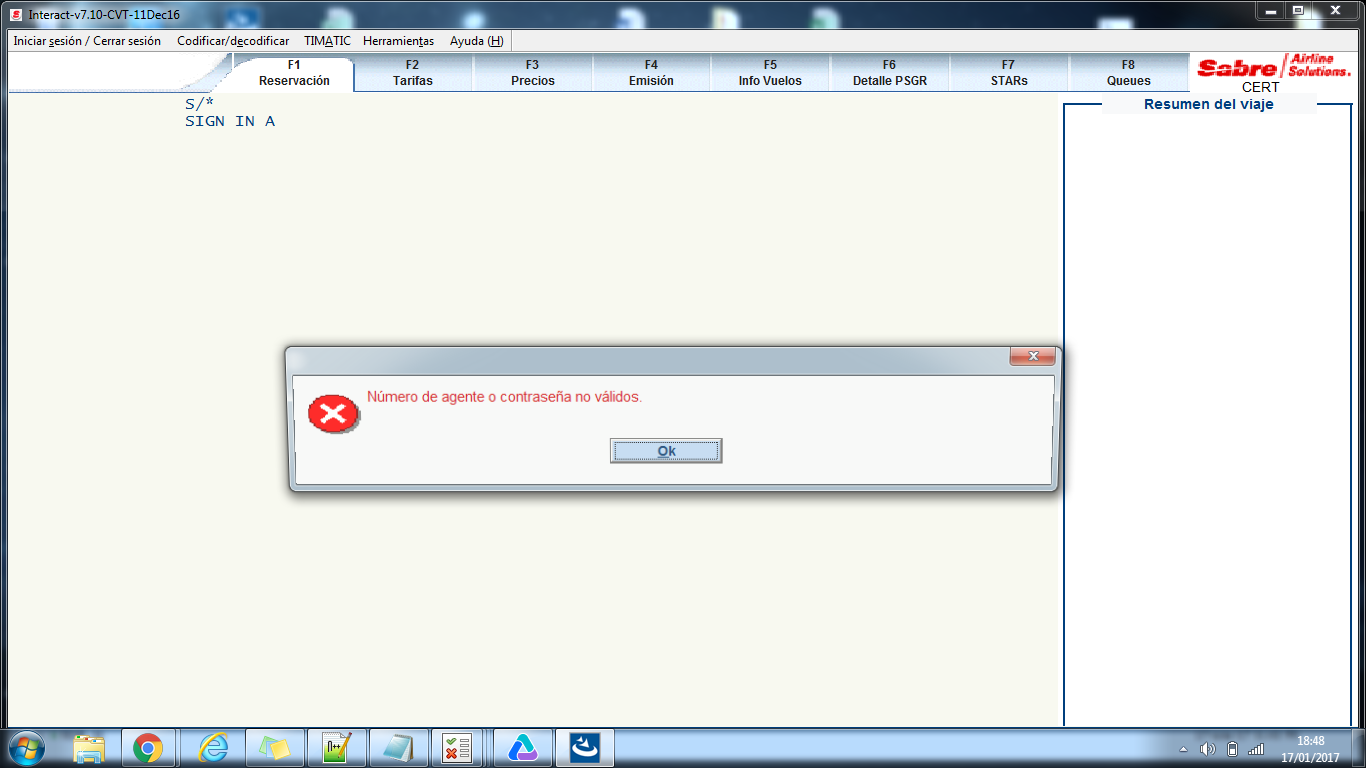 Interact-v7.10-CVT-11Dec16
Iniciar sesión / Cerrar sesión Codificar/decodificar TIMATIC Herramientas Ayuda (H)
F1 F2 F3 F4 F5 F6 F7 F8
Reservación Tarifas Precios Emisión Info Vuelos Detalle PSGR STARs Queues
Sabre Airline Solutions.
CERT
S/*
SIGN IN A
Resumen del viaje
Número de agente o contraseña no válidos.
Ok
18:48
17/01/2017